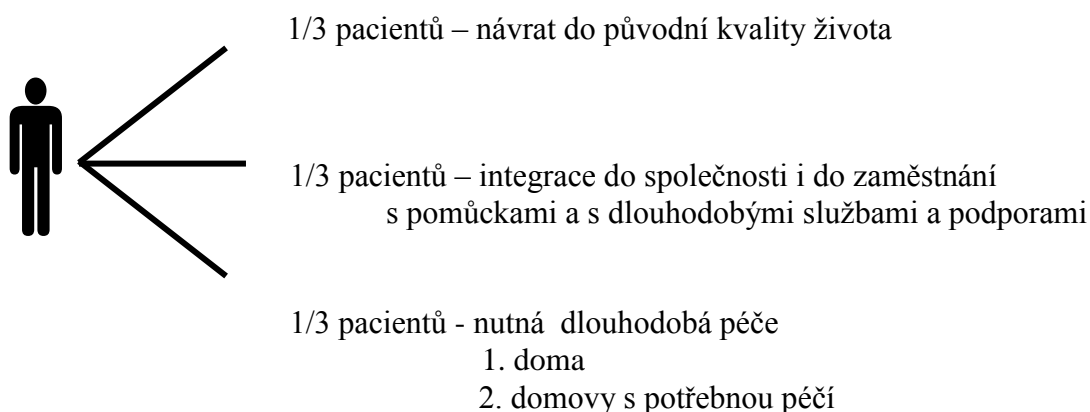 1/3 pacientů – návrat do původní kvality života
1/3 pacientů – integrace do společnosti i do zaměstnání
s pomůckami a s dlouhodobými službami a podporami
1/3 pacientů - nutná dlouhodobá péče
1. doma
2. domovy s potřebnou péčí